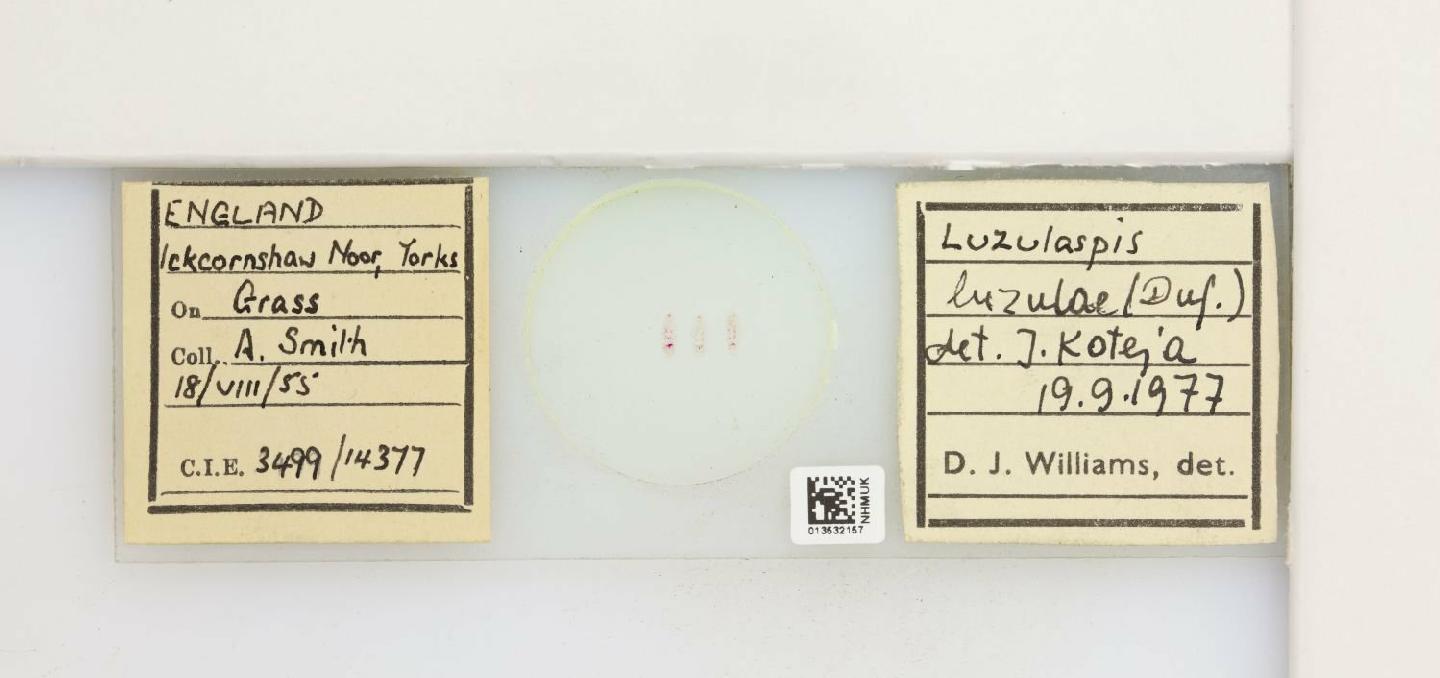 ENGLAND
Ickcornshaw Moor, Yorks
On Grass
Coll. A. Smith
18/VIII/55
C.I.E. 3499/14377
NHMUK
013632157
Luzulaspis
luzulae (Duf.)
det. J. Koteja
19.9.1977
D. J. Williams, det.